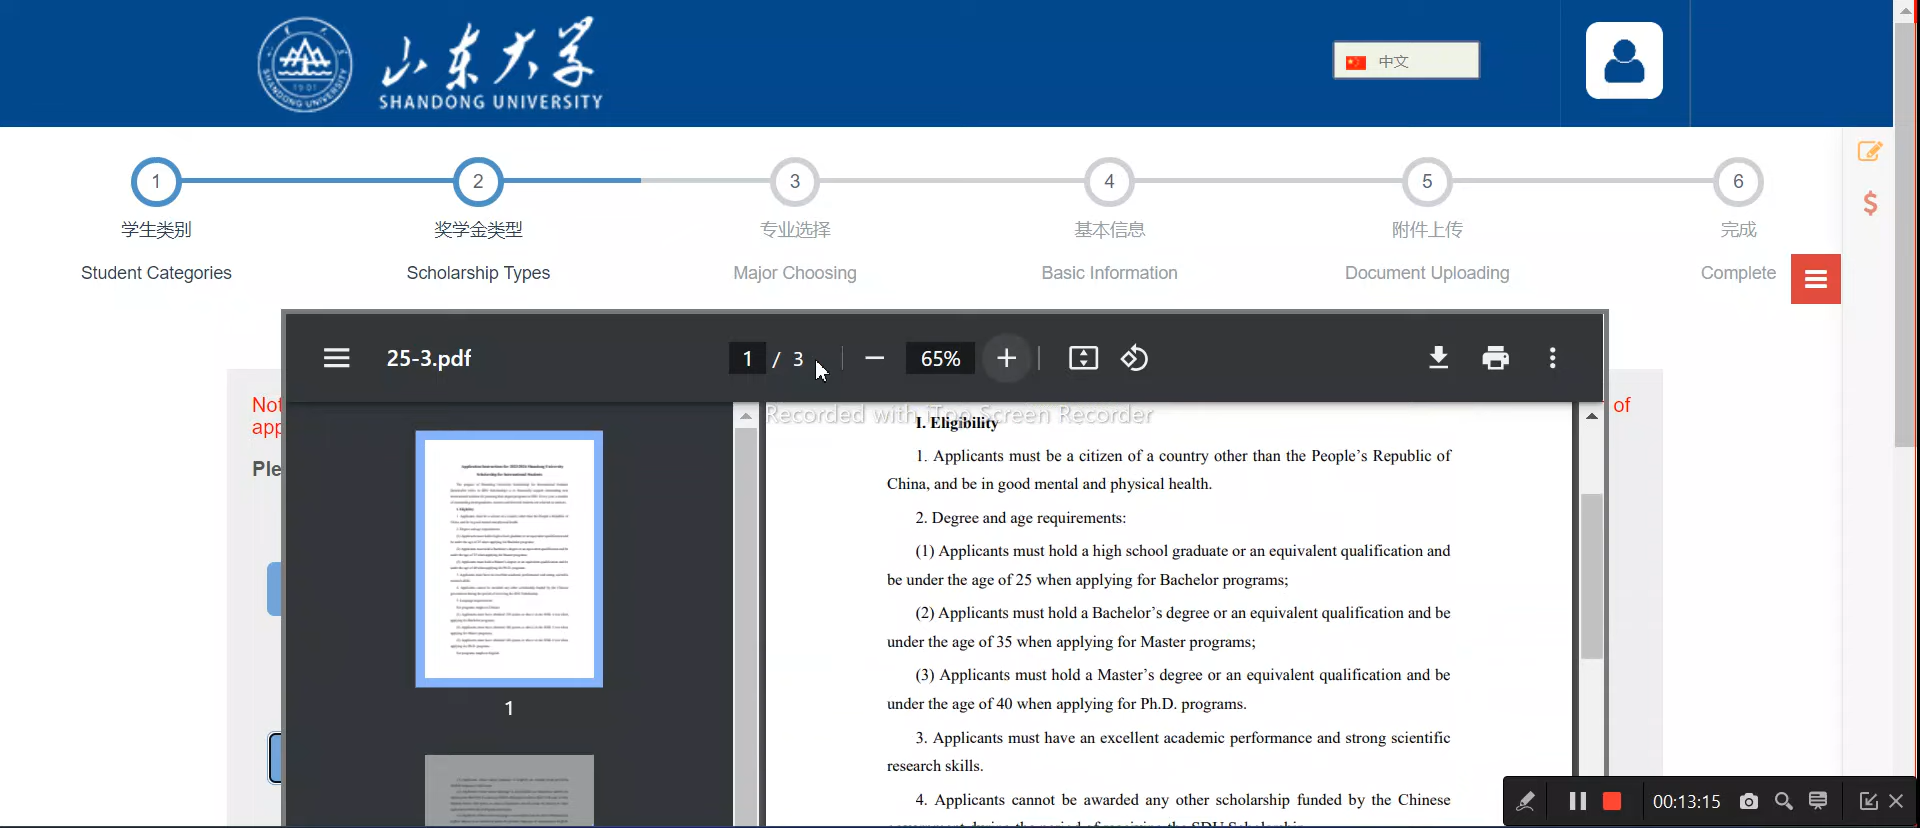 山东大学
SHANDONG UNIVERSITY
1901
SHANDONG UNIVERSITY
中文
1
2
3
4
5
6
学生类别
奖学金类型
专业选择
基本信息
附件上传
完成
Student Categories
Scholarship Types
Major Choosing
Basic Information
Document Uploading
Complete
25-3.pdf
1 / 3
65%
Not
of
app
Ple
Recorded with iTop Screen Recorder
I. Eligibility
1. Applicants must be a citizen of a country other than the People's Republic of
China, and be in good mental and physical health.
2. Degree and age requirements:
(1) Applicants must hold a high school graduate or an equivalent qualification and
be under the age of 25 when applying for Bachelor programs;
(2) Applicants must hold a Bachelor's degree or an equivalent qualification and be
under the age of 35 when applying for Master programs;
(3) Applicants must hold a Master's degree or an equivalent qualification and be
under the age of 40 when applying for Ph.D. programs.
3. Applicants must have an excellent academic performance and strong scientific
research skills.
4. Applicants cannot be awarded any other scholarship funded by the Chinese
1
00:13:15